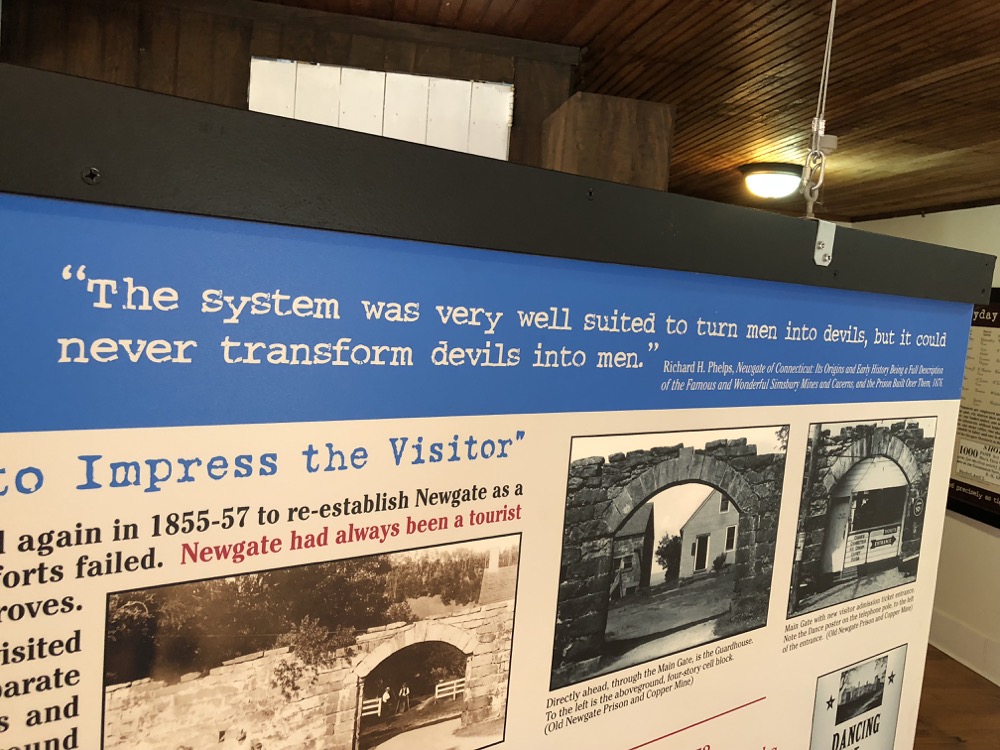 “The system was very well suited to turn men into devils, but it could
never transform devils into men.”
Richard H. Phelps, Newgate of Connecticut: Its Origins and Early History Being a Full Description
of the Famous and Wonderful Simsbury Mines and Caverns, and the Prison Built Over Them, 1876
to Impress the Visitor"
again in 1855-57 to re-establish Newgate as a
forts failed. Newgate had always been a tourist
roves.
isited
parate
s and
ound
Directly ahead, through the Main Gate, is the Guardhouse.
To the left is the aboveground, four-story cell block.
(Old Newgate Prison and Copper Mine)
Main Gate with new visitor admission ticket entrance
Note the Dance poster on the telephone pole, to the left
of the entrance. (Old Newgate Prison and Copper Mine)
ENTRANCE
DANCING
yday
1000